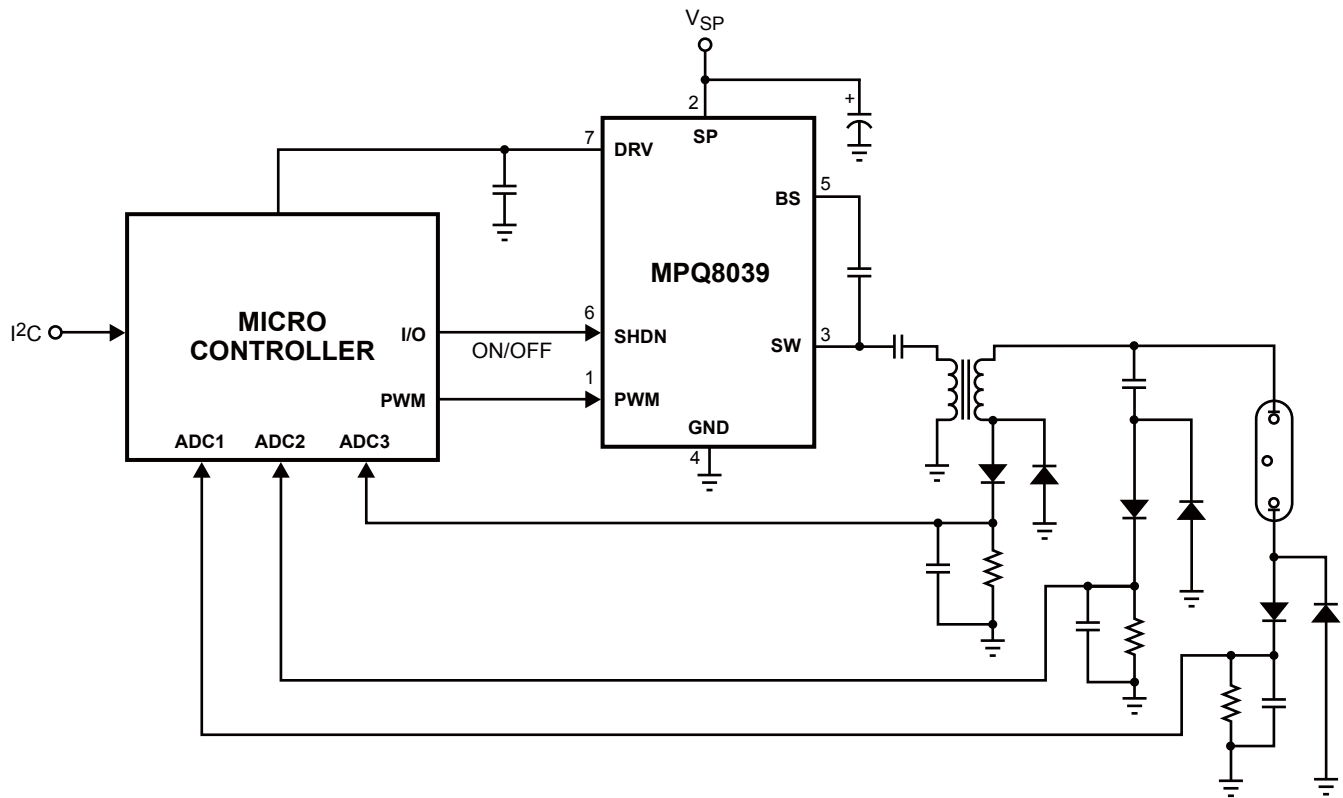 V_SP
+
2
SP
7
DRV
5
BS
MPQ8039
MICRO
CONTROLLER
I²C
I/O
ON/OFF
6
SHDN
3
SW
PWM
1
PWM
GND
4
ADC1 ADC2 ADC3